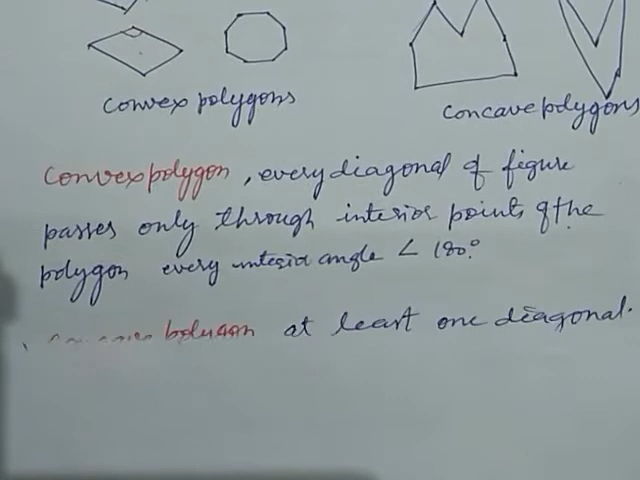 convex polygons
concave polygons
Convex polygon, every diagonal of figure
passes only through interior points of the
polygon every interior angle < 180°.
polygon at least one diagonal.